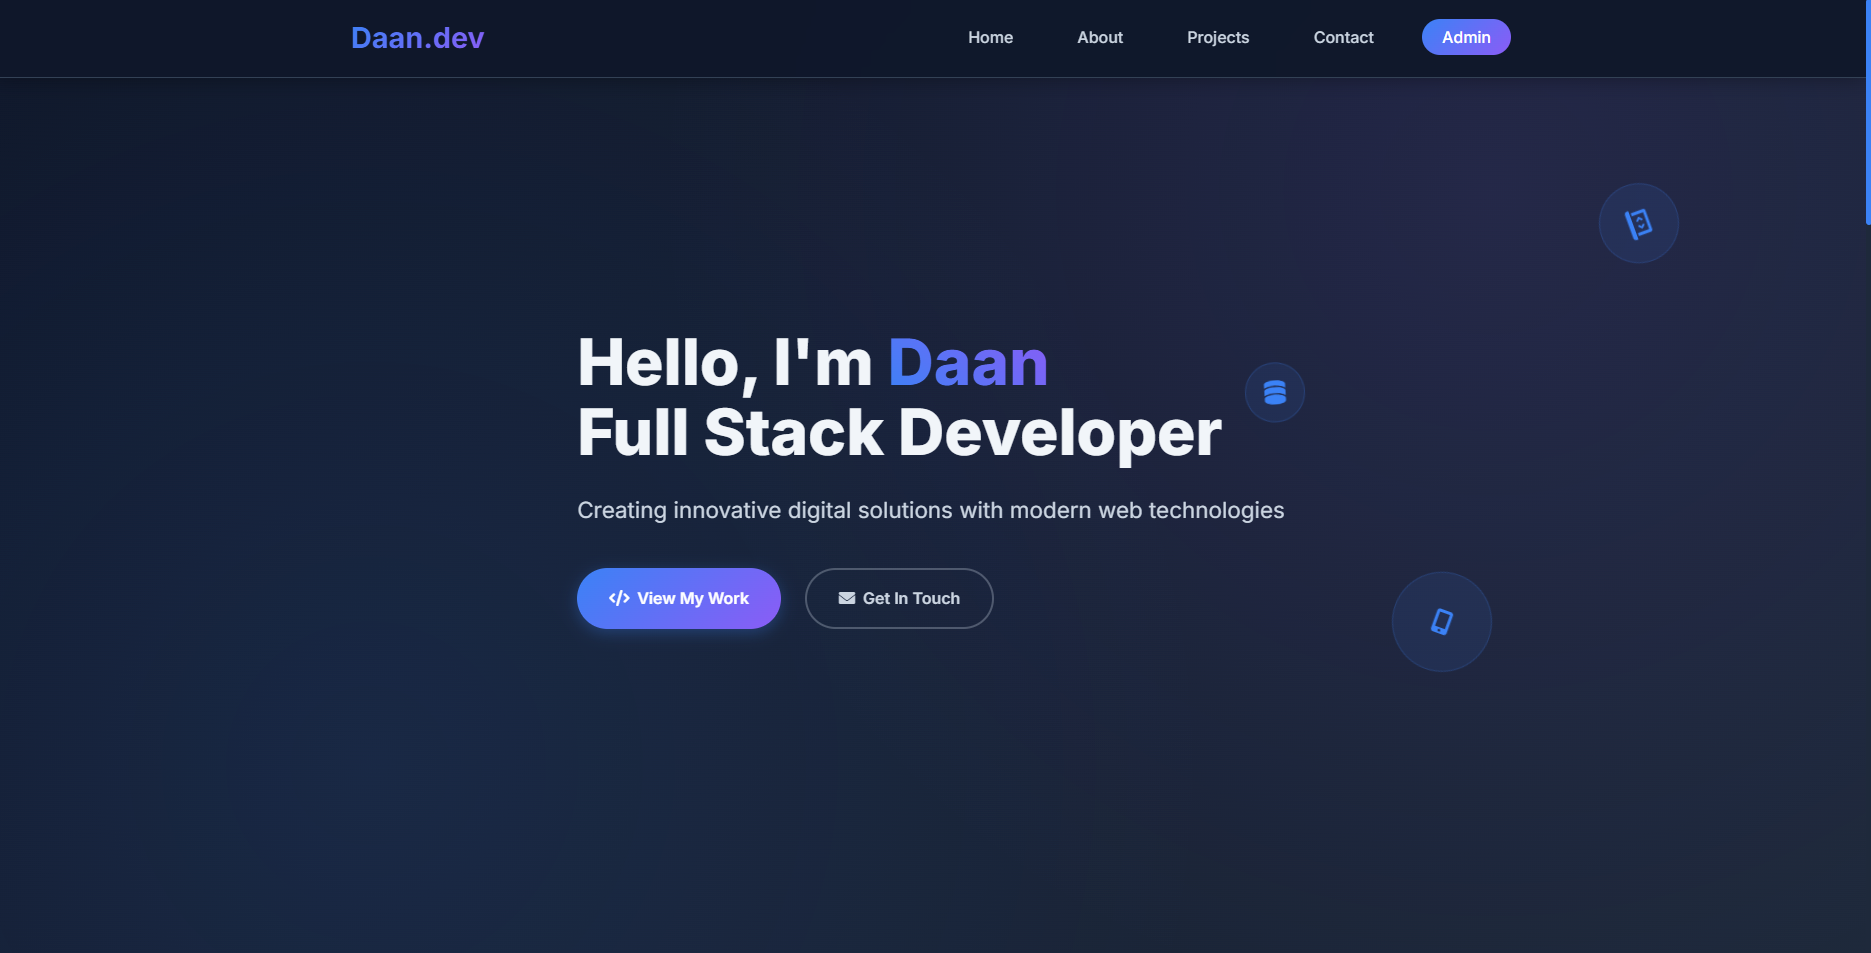 Daan.dev
Home
About
Projects
Contact
Admin
Hello, I'm Daan
Full Stack Developer
Creating innovative digital solutions with modern web technologies
View My Work
Get In Touch